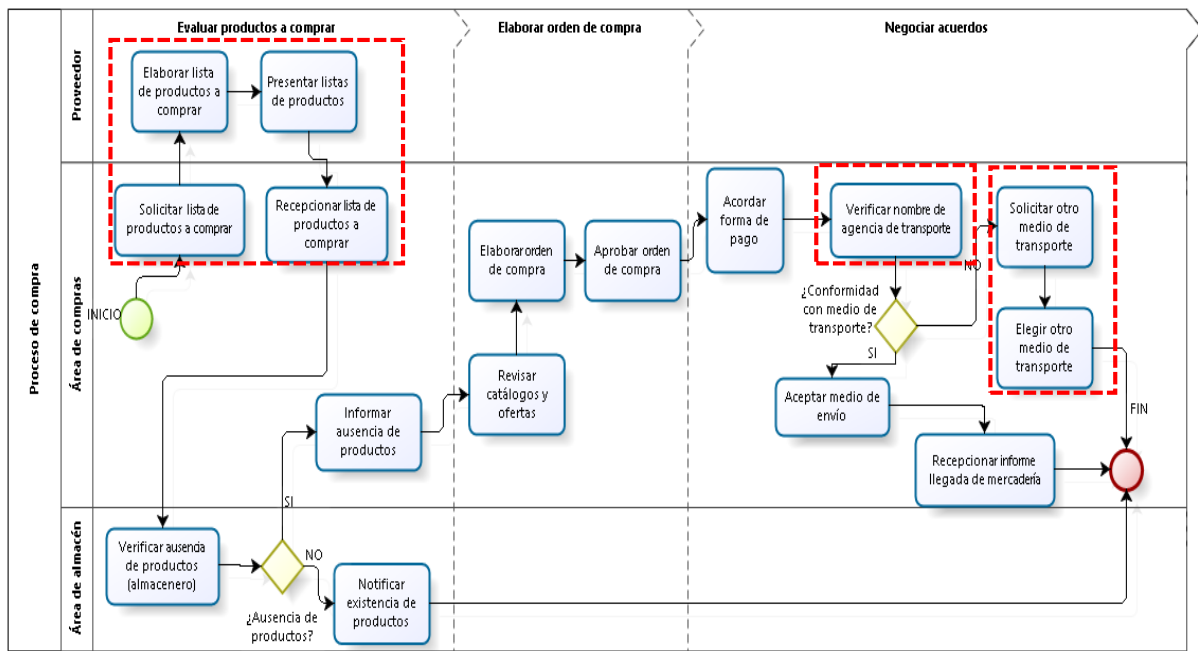 Evaluar productos a comprar
Elaborar orden de compra
Negociar acuerdos
Proceso de compra
Proveedor
Elaborar lista
de productos a
comprar
Presentar listas
de productos
Área de compras
Solicitar lista de
productos a comprar
Recepcionar lista de
productos a
comprar
INICIO
Informar
ausencia de
productos
Revisar
catálogos y
ofertas
Elaborar orden
de compra
Aprobar orden
de compra
Acordar
forma de
pago
Verificar nombre de
agencia de transporte
¿Conformidad
con medio de
transporte?
NO
SI
Solicitar otro
medio de
transporte
Elegir otro
medio de
transporte
Aceptar medio de
envío
Recepcionar informe
llegada de mercadería
FIN
Área de almacén
Verificar ausencia
de productos
(almacenero)
SI
NO
¿Ausencia de
productos?
Notificar
existencia de
productos